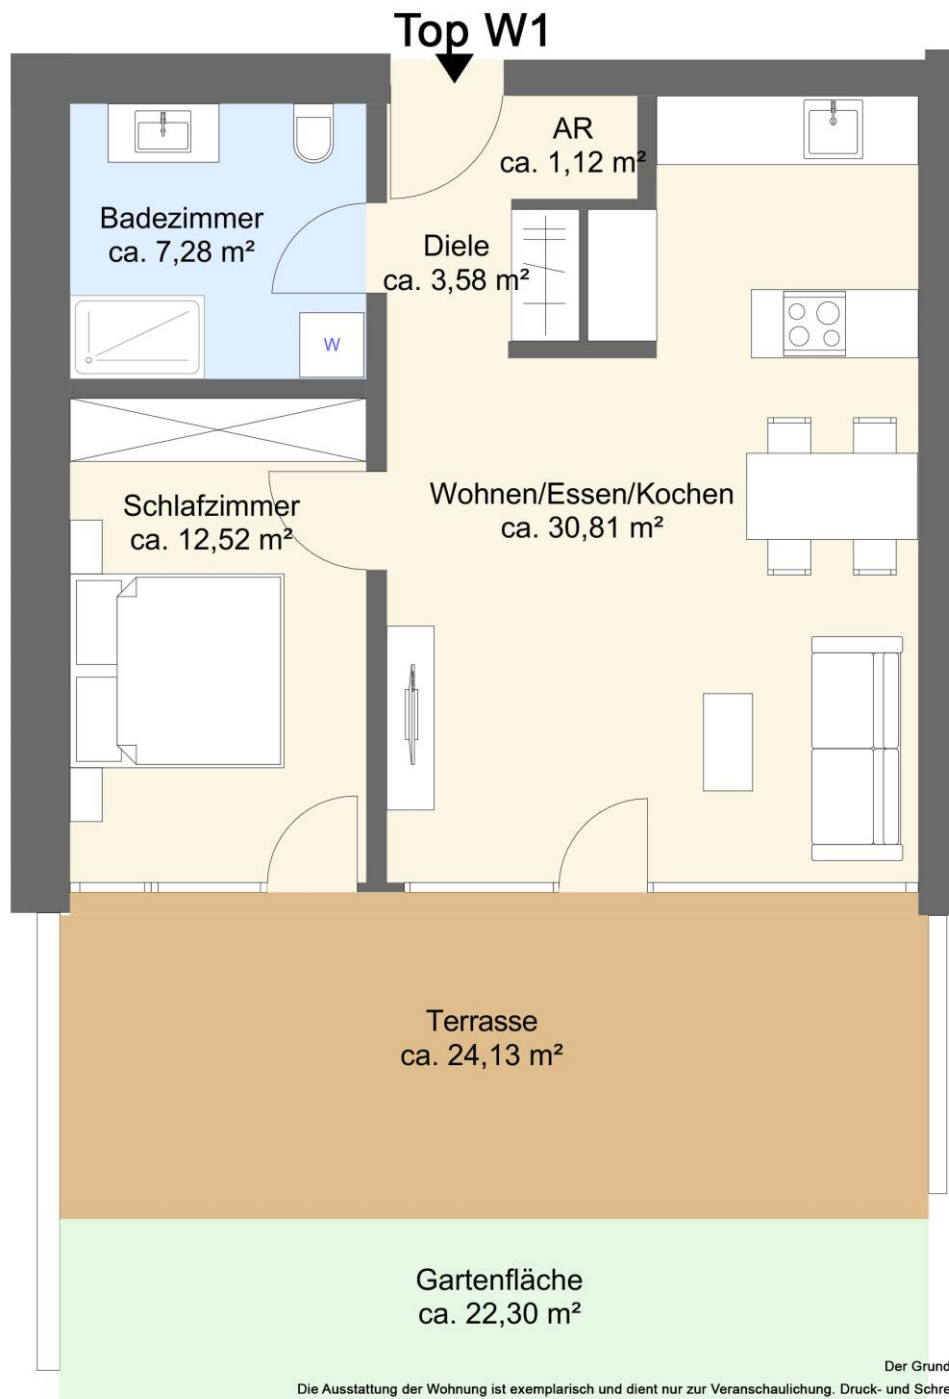 Top W1
AR
ca. 1,12 m²
Badezimmer
ca. 7,28 m²
Diele
ca. 3,58 m²
W
Schlafzimmer
ca. 12,52 m²
Wohnen/Essen/Kochen
ca. 30,81 m²
Terrasse
ca. 24,13 m²
Gartenfläche
ca. 22,30 m²
Der Grund
Die Ausstattung der Wohnung ist exemplarisch und dient nur zur Veranschaulichung. Druck- und Schre